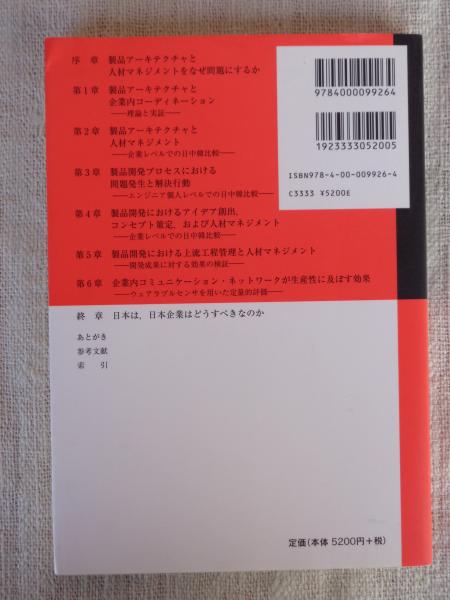 序　章　製品アーキテクチャと
人材マネジメントをなぜ問題にするか
第1章　製品アーキテクチャと
企業内コーディネーション
――理論と実証――
第2章　製品アーキテクチャと
人材マネジメント
――企業レベルでの日中韓比較――
第3章　製品開発プロセスにおける
問題発生と解決行動
――エンジニア個人レベルでの日中韓比較――
第4章　製品開発におけるアイデア創出，
コンセプト策定，および人材マネジメント
――企業レベルでの日中韓比較――
第5章　製品開発における上流工程管理と人材マネジメント
――開発成果に対する効果の検証――
第6章　企業内コミュニケーション・ネットワークが生産性に及ぼす効果
――ウェアラブルセンサを用いた定量的評価――
終　章　日本は，日本企業はどうすべきなのか
あとがき
参考文献
索　引
9784000099264
1923333052005
ISBN978-4-00-009926-4
C3333 ¥5200E
定価(本体 5200円＋税)